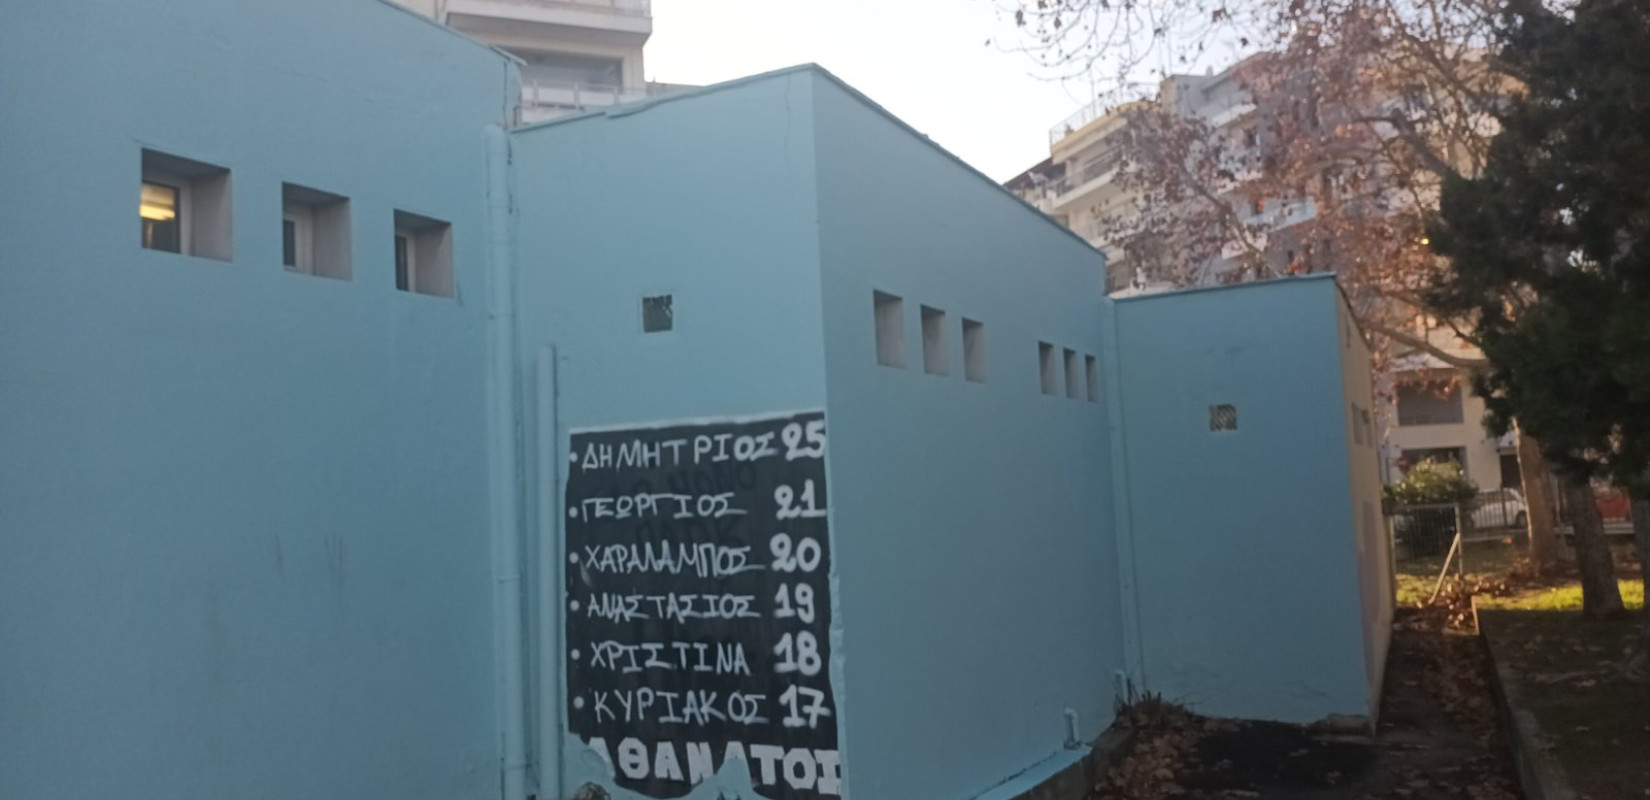 • ΔΗΜΗΤΡΙΟΣ 25
• ΓΕΩΡΓΙΟΣ 21
• ΧΑΡΑΛΑΜΠΟΣ 20
• ΑΝΑΣΤΑΣΙΟΣ 19
• ΧΡΙΣΤΙΝΑ 18
• ΚΥΡΙΑΚΟΣ 17
ΑΘΑΝΑΤΟΙ